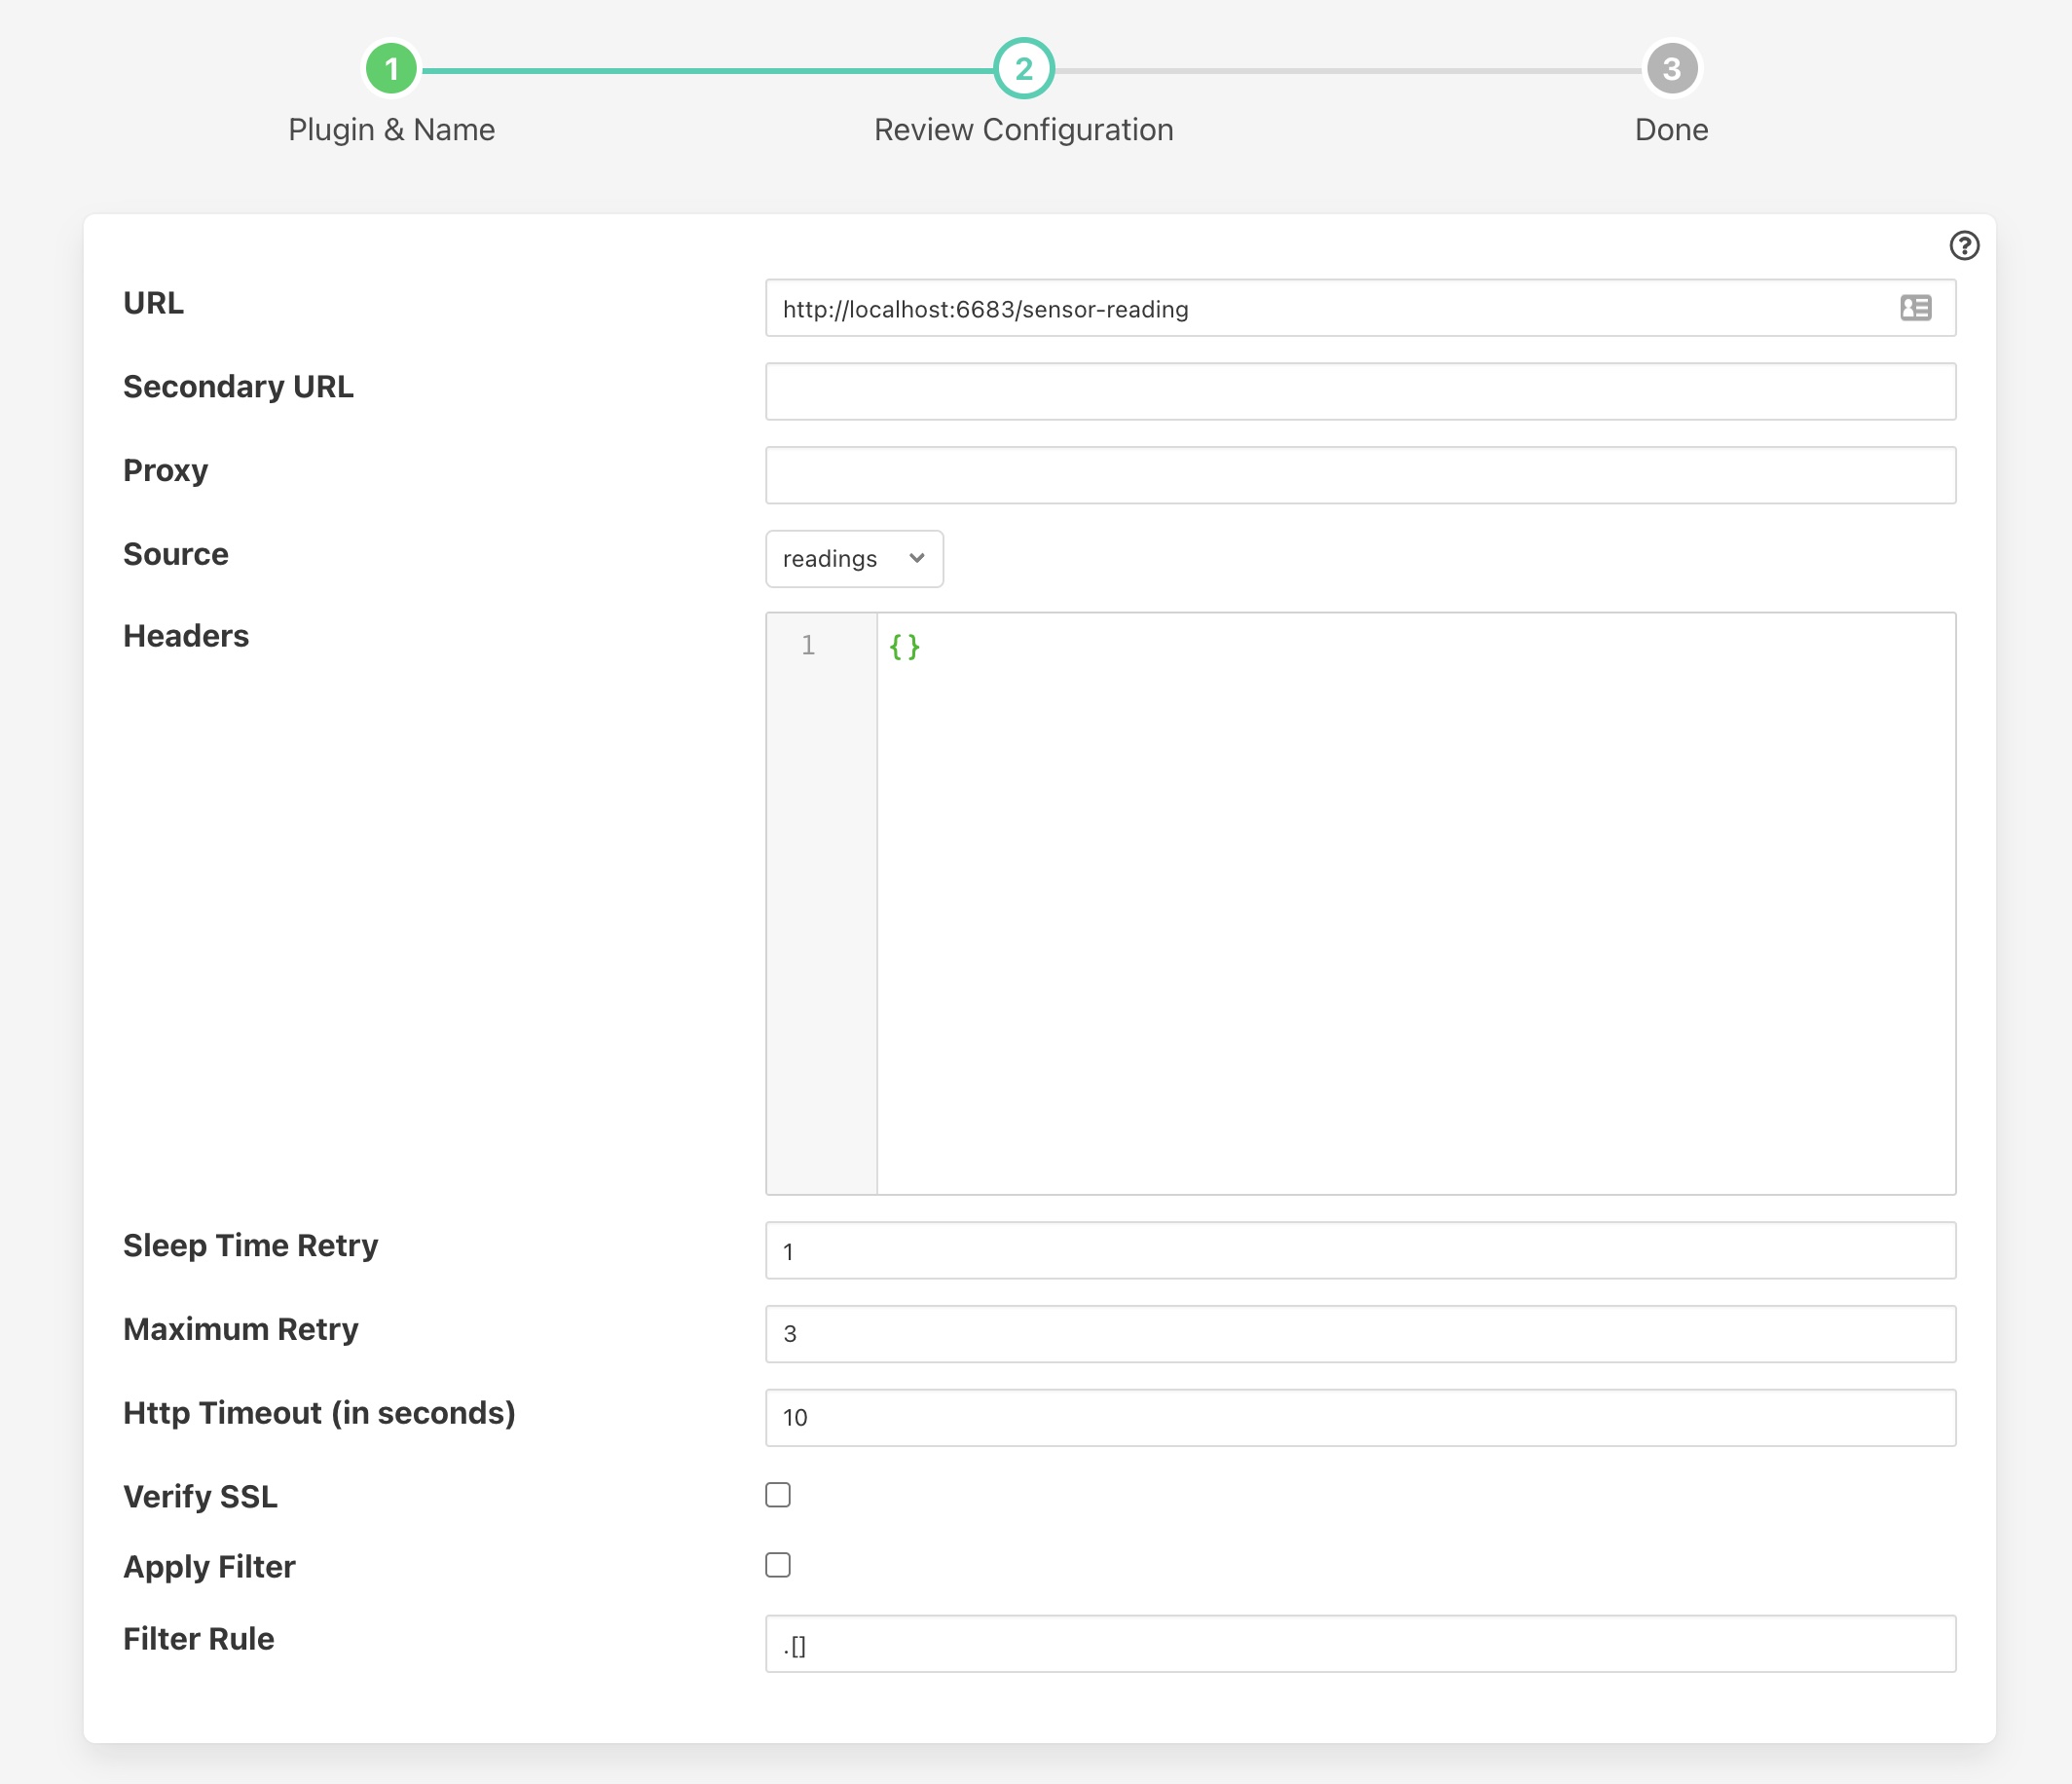 1 2 3
Plugin & Name Review Configuration Done
URL http://localhost:6683/sensor-reading
Secondary URL
Proxy
Source readings
Headers 1 {}
Sleep Time Retry 1
Maximum Retry 3
Http Timeout (in seconds) 10
Verify SSL
Apply Filter
Filter Rule .[]